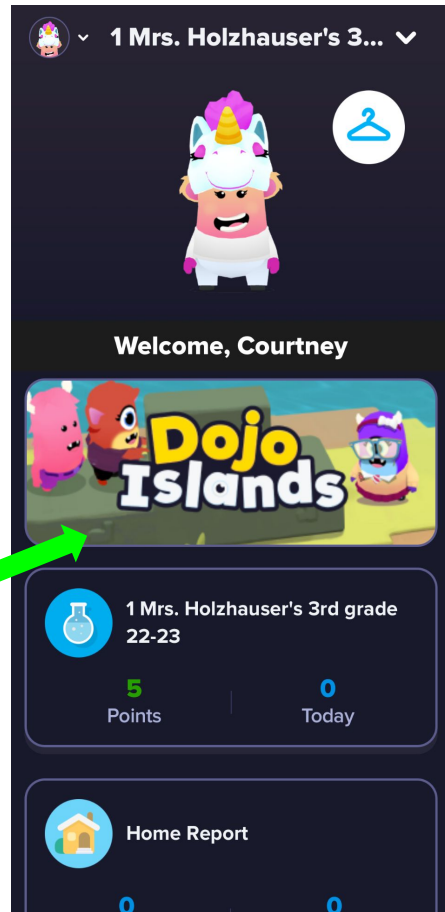 1 Mrs. Holzhauser's 3...
Welcome, Courtney
Dojo
Islands
1 Mrs. Holzhauser's 3rd grade
22-23
5 0
Points Today
Home Report
0 0